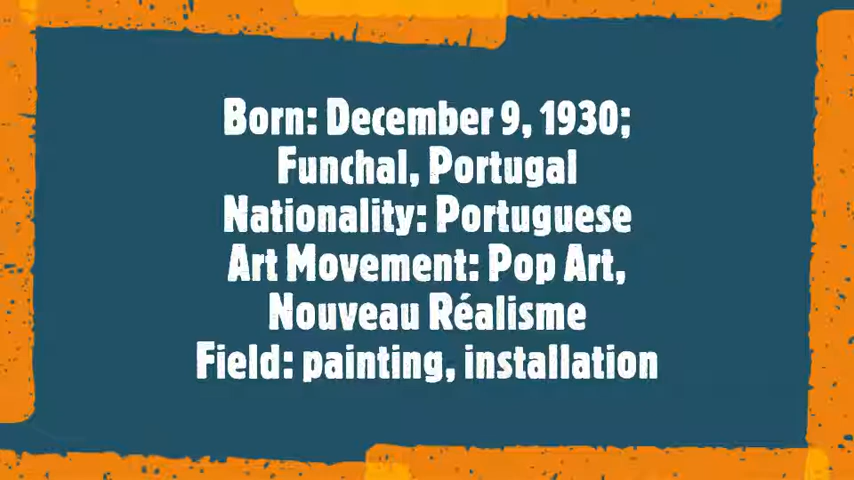 Born: December 9, 1930;
Funchal, Portugal
Nationality: Portuguese
Art Movement: Pop Art,
Nouveau Réalisme
Field: painting, installation